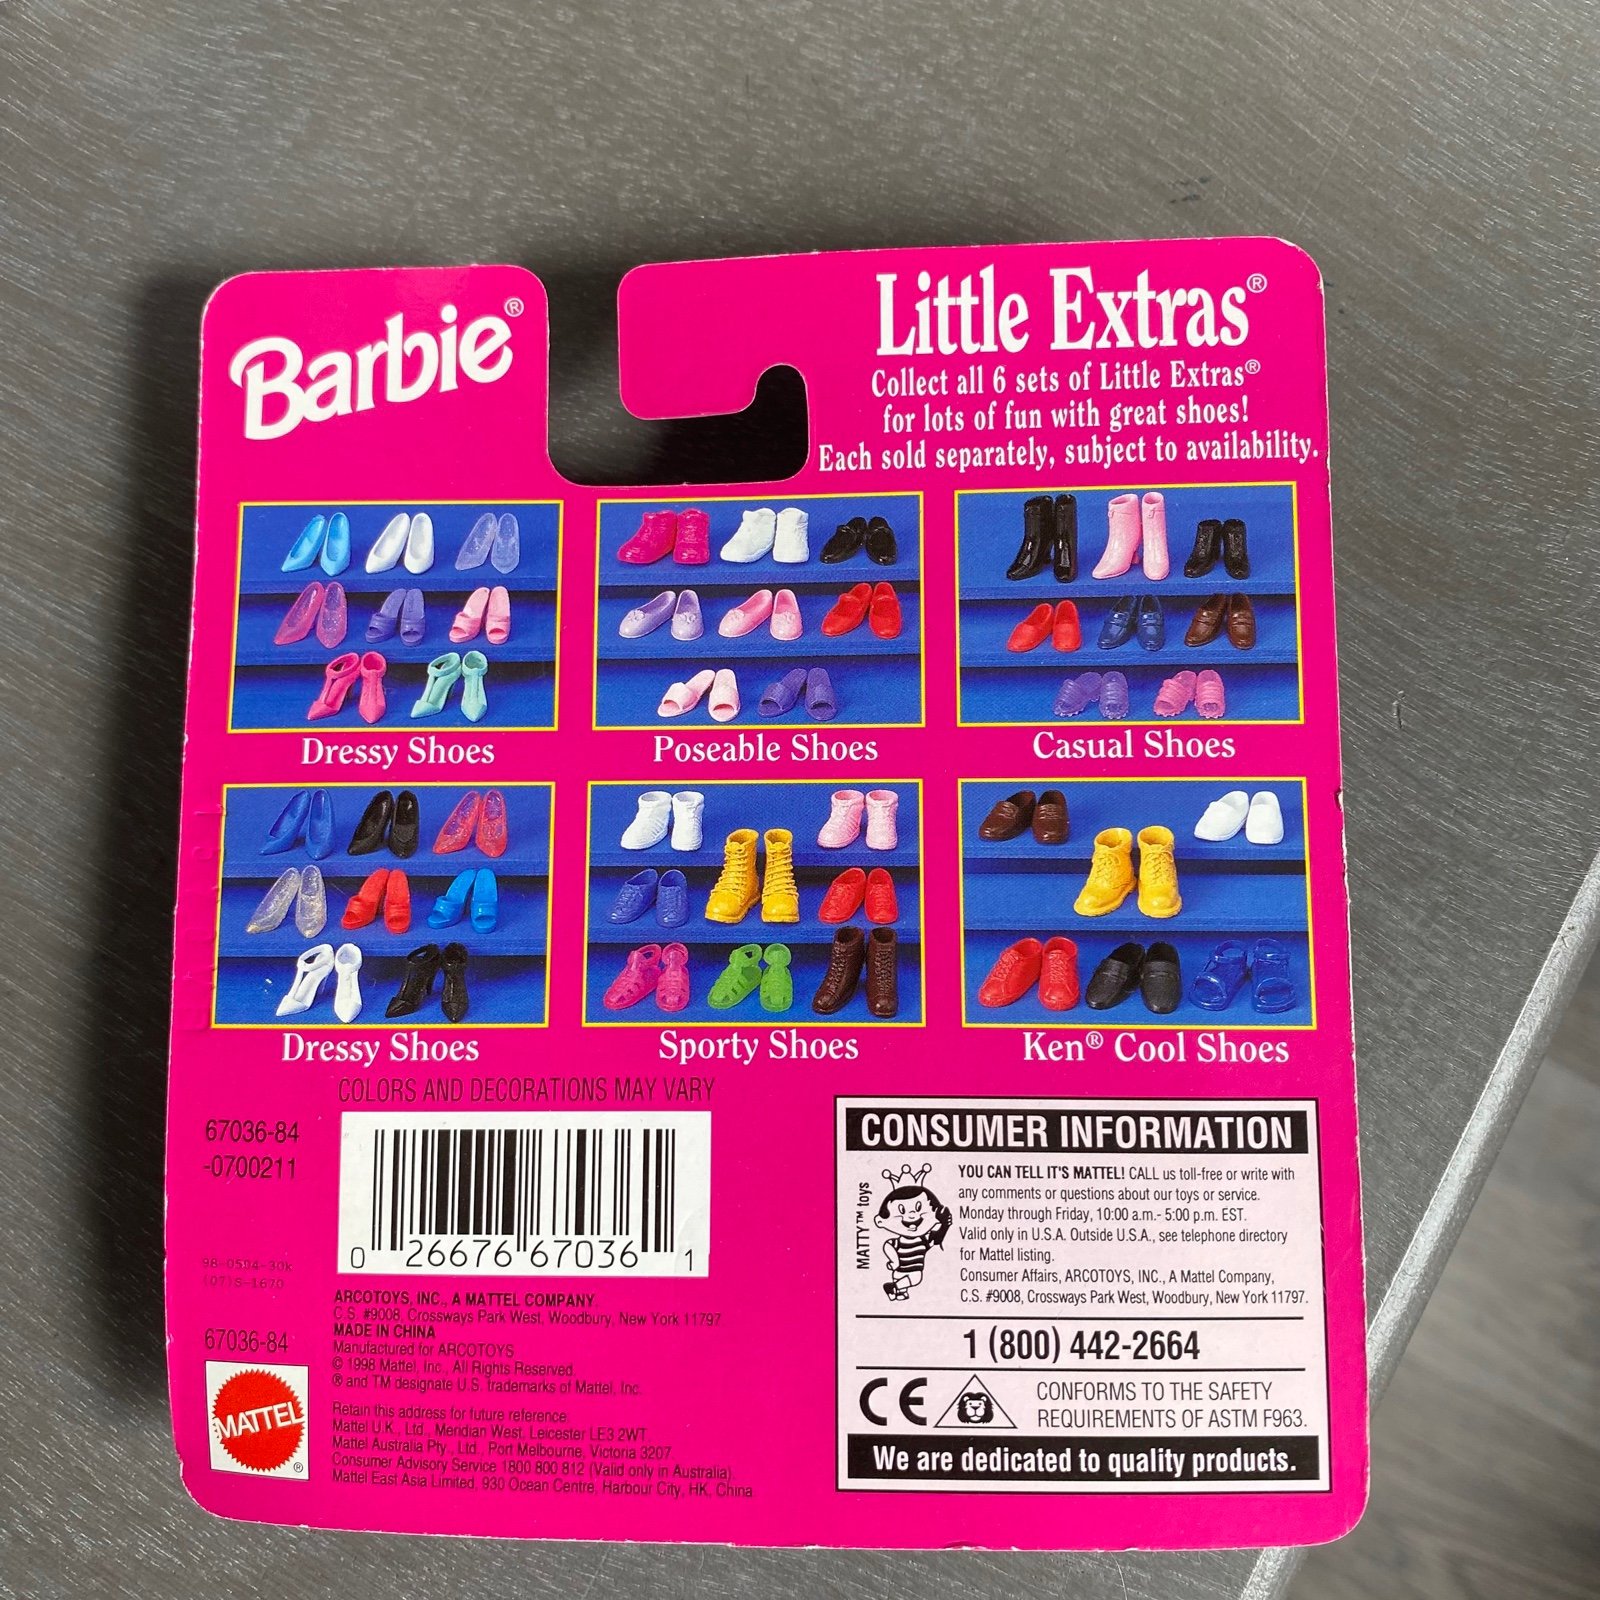 Barbie®
Little Extras®
Collect all 6 sets of Little Extras®
for lots of fun with great shoes!
Each sold separately, subject to availability.
Dressy Shoes
Poseable Shoes
Casual Shoes
Dressy Shoes
Sporty Shoes
Ken® Cool Shoes
COLORS AND DECORATIONS MAY VARY
67036-84
-0700211
0 26676 67036 1
67036-84
MATTEL
®
ARCOTOYS, INC., A MATTEL COMPANY
C.S. #9008, Crossways Park West, Woodbury, New York 11797
MADE IN CHINA
Manufactured for ARCOTOYS
© 1998 Mattel, Inc., All Rights Reserved.
® and TM designate U.S. trademarks of Mattel, Inc.
Retain this address for future reference:
Mattel U.K., Ltd., Meridian West, Leicester LE3 2WT.
Mattel Australia Pty., Ltd., Port Melbourne, Victoria 3207.
Consumer Advisory Service 1800 800 812 (Valid only in Australia).
Mattel East Asia Limited, 930 Ocean Centre, Harbour City, HK, China.
CONSUMER INFORMATION
MATTY™ toys
YOU CAN TELL IT'S MATTEL! CALL us toll-free or write with
any comments or questions about our toys or service.
Monday through Friday, 10:00 a.m.- 5:00 p.m. EST.
Valid only in U.S.A. Outside U.S.A., see telephone directory
for Mattel listing.
Consumer Affairs, ARCOTOYS, INC., A Mattel Company,
C.S. #9008, Crossways Park West, Woodbury, New York 11797.
1 (800) 442-2664
CE
CONFORMS TO THE SAFETY
REQUIREMENTS OF ASTM F963.
We are dedicated to quality products.